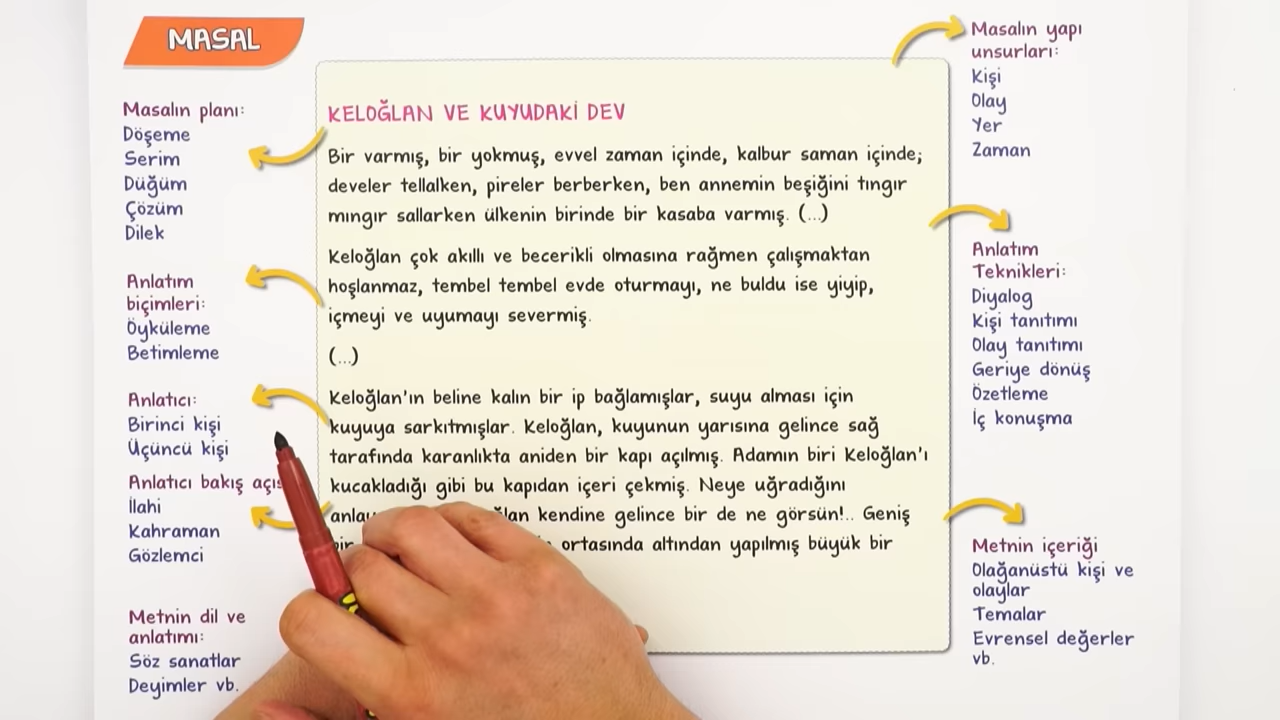 MASAL
Masalın planı:
Döşeme
Serim
Düğüm
Çözüm
Dilek
Anlatım
biçimleri:
Öyküleme
Betimleme
Anlatıcı:
Birinci kişi
Üçüncü kişi
Anlatıcı bakış
İlahi
Kahraman
Gözlemci
Metnin dil ve
anlatımı:
Söz sanatlar
Deyimler vb.
KELOĞLAN VE KUYUDAKİ DEV
Bir varmış, bir yokmuş, evvel zaman içinde, kalbur saman içinde;
develer tellalken, pireler berberken, ben annemin beşiğini tıngır
mıngır sallarken ülkenin birinde bir kasaba varmış. (...)
Keloğlan çok akıllı ve becerikli olmasına rağmen çalışmaktan
hoşlanmaz, tembel tembel evde oturmayı, ne buldu ise yiyip,
içmeyi ve uyumayı severmiş.
(...)
Keloğlan'ın beline kalın bir ip bağlamışlar, suyu alması için
kuyuya sarkıtmışlar. Keloğlan, kuyunun yarısına gelince sağ
tarafında karanlıkta aniden bir kapı açılmış. Adamın biri Keloğlan'ı
kucakladığı gibi bu kapıdan içeri çekmiş. Neye uğradığını
kendine gelince bir de ne görsün!.. Geniş
ortasında altından yapılmış büyük bir
Masalın yapı
unsurları:
Kişi
Olay
Yer
Zaman
Anlatım
Teknikleri:
Diyalog
Kişi tanıtımı
Olay tanıtımı
Geriye dönüş
Özetleme
İç konuşma
Metnin içeriği
Olağanüstü kişi ve
olaylar
Temalar
Evrensel değerler
vb.